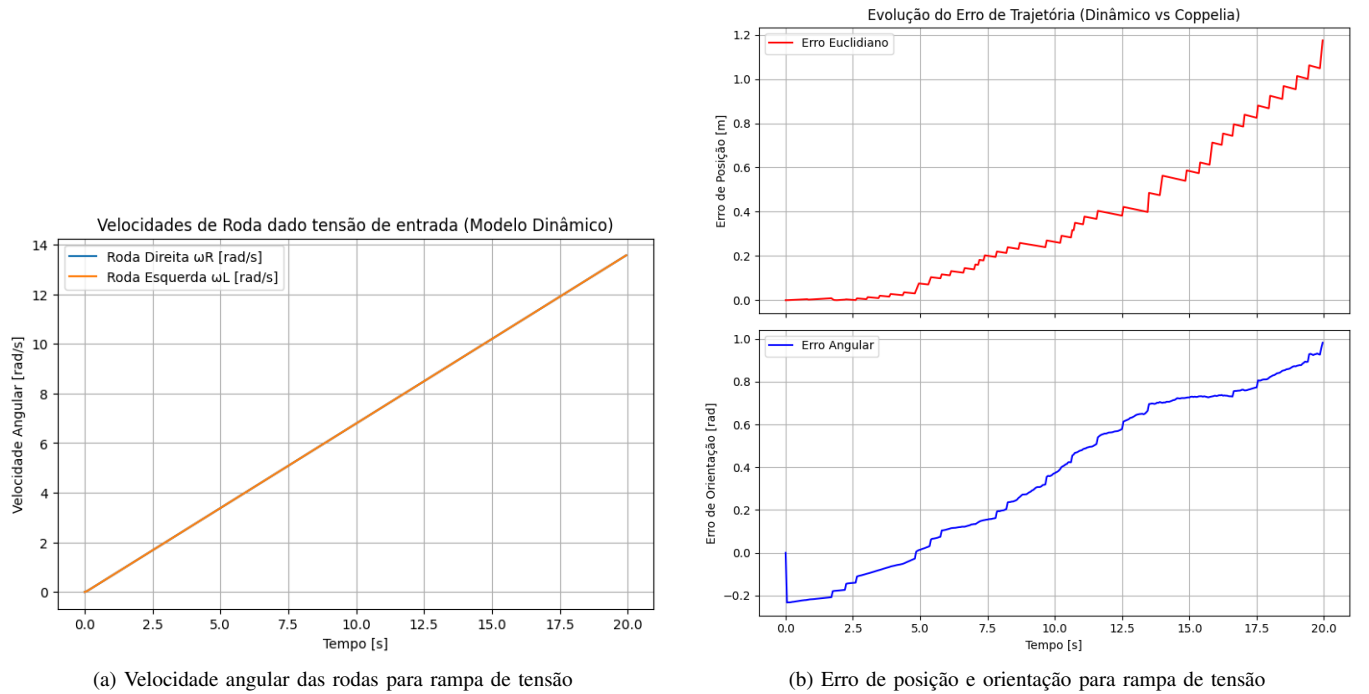 Velocidades de Roda dado tensão de entrada (Modelo Dinâmico)
Roda Direita ωR [rad/s]
Roda Esquerda ωL [rad/s]
Velocidade Angular [rad/s]
14
12
10
8
6
4
2
0
0.0 2.5 5.0 7.5 10.0 12.5 15.0 17.5 20.0
Tempo [s]
(a) Velocidade angular das rodas para rampa de tensão
Evolução do Erro de Trajetória (Dinâmico vs Coppelia)
Erro Euclidiano
Erro de Posição [m]
1.2
1.0
0.8
0.6
0.4
0.2
0.0
Erro Angular
Erro de Orientação [rad]
1.0
0.8
0.6
0.4
0.2
0.0
−0.2
0.0 2.5 5.0 7.5 10.0 12.5 15.0 17.5 20.0
Tempo [s]
(b) Erro de posição e orientação para rampa de tensão